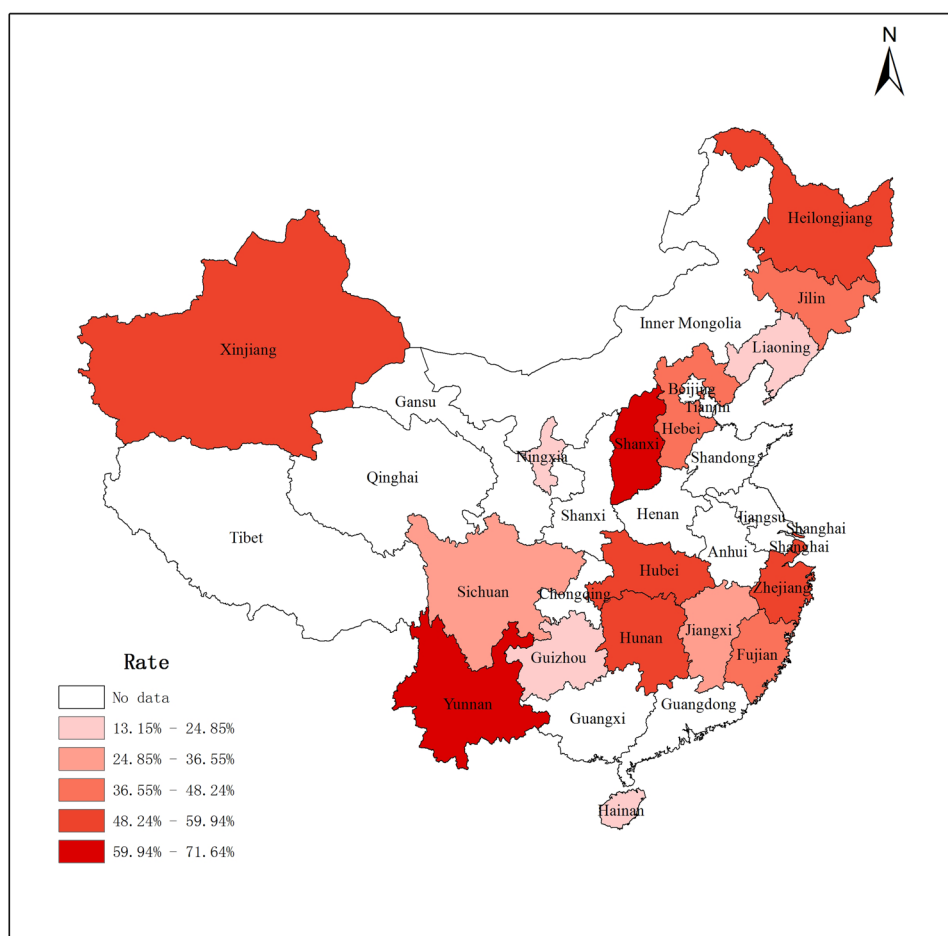 N
Heilongjiang
Jilin
Inner Mongolia
Liaoning
Xinjiang
Beijing
Gansu
Tianjin
Hebei
Shanxi
Ningxia
Shandong
Qinghai
Shanxi
Henan
Jiangsu
Shanghai
Tibet
Anhui
Shanghai
Hubei
Zhejiang
Sichuan
Chongqing
Hunan
Jiangxi
Fujian
Guizhou
Yunnan
Guangxi
Guangdong
Hainan
Rate
No data
13.15% - 24.85%
24.85% - 36.55%
36.55% - 48.24%
48.24% - 59.94%
59.94% - 71.64%